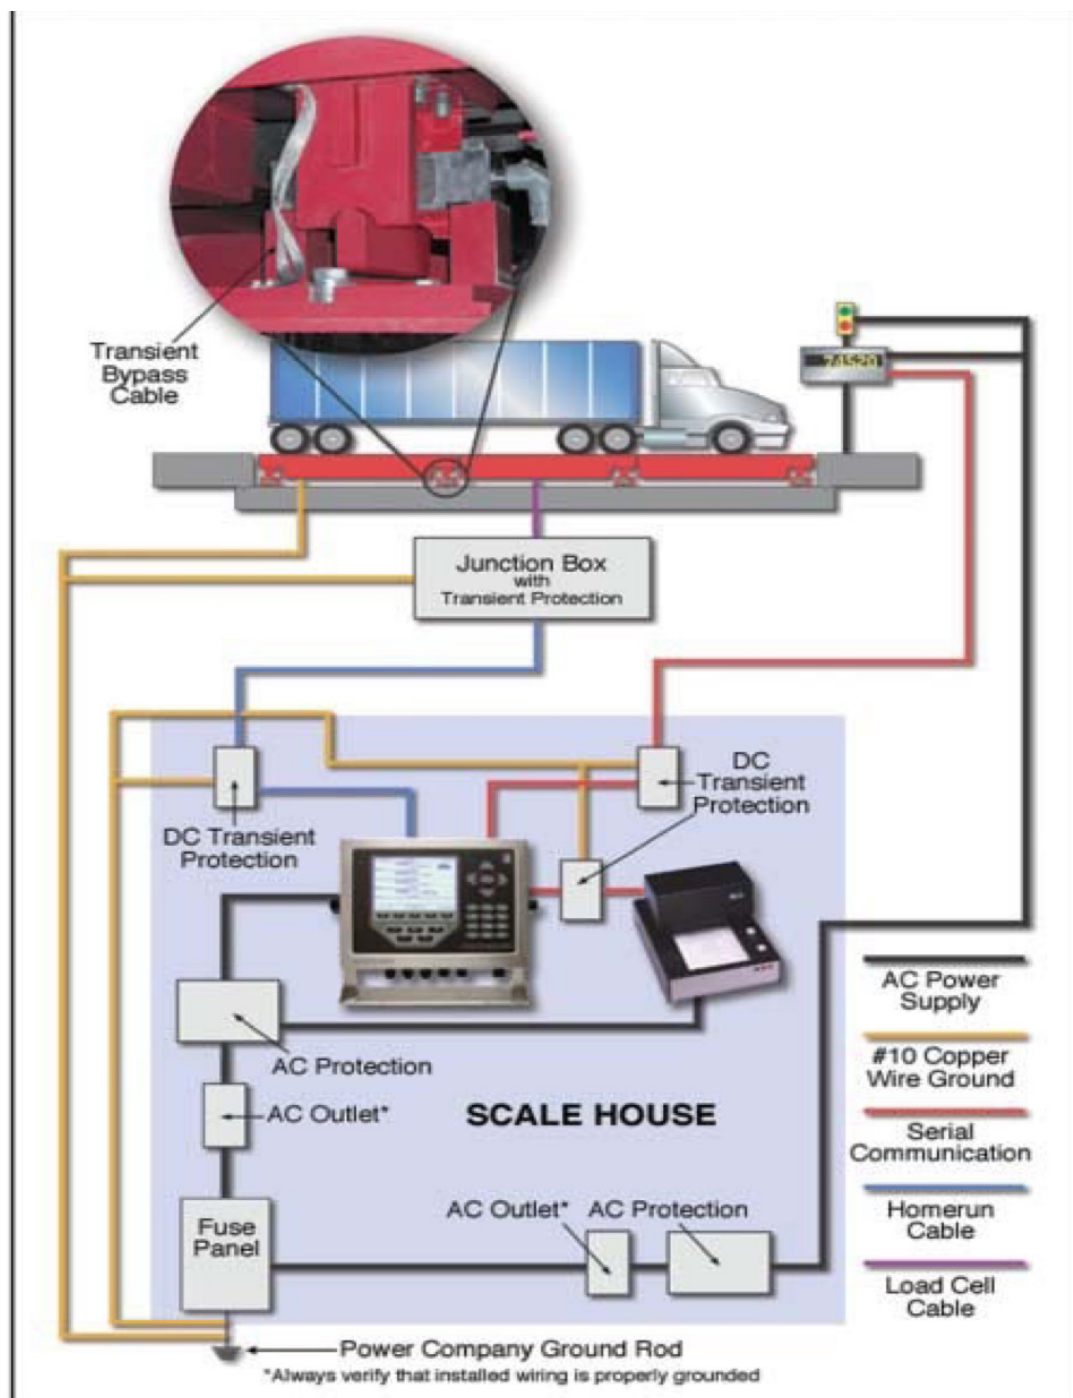 Transient
Bypass
Cable
74520
Junction Box
with
Transient Protection
DC Transient
Protection
DC
Transient
Protection
AC Protection
AC Outlet*
SCALE HOUSE
Fuse
Panel
AC Outlet*
AC Protection
AC Power
Supply
#10 Copper
Wire Ground
Serial
Communication
Homerun
Cable
Load Cell
Cable
Power Company Ground Rod
*Always verify that installed wiring is properly grounded